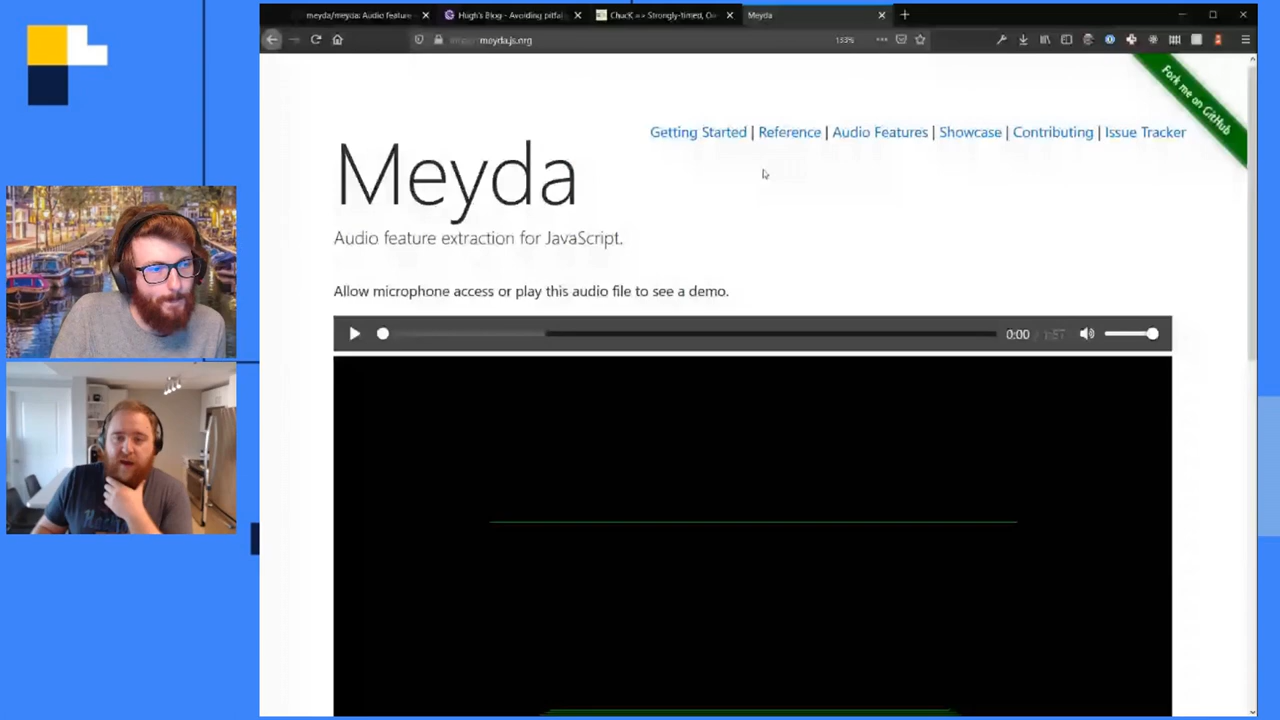 meyda/meyda: Audio feature
Hugh's Blog - Avoiding pitfal
ChucK => Strongly-timed, O
Meyda
meyda.js.org
153%
Fork me on GitHub
Getting Started | Reference | Audio Features | Showcase | Contributing | Issue Tracker
Meyda
Audio feature extraction for JavaScript.
Allow microphone access or play this audio file to see a demo.
0:00